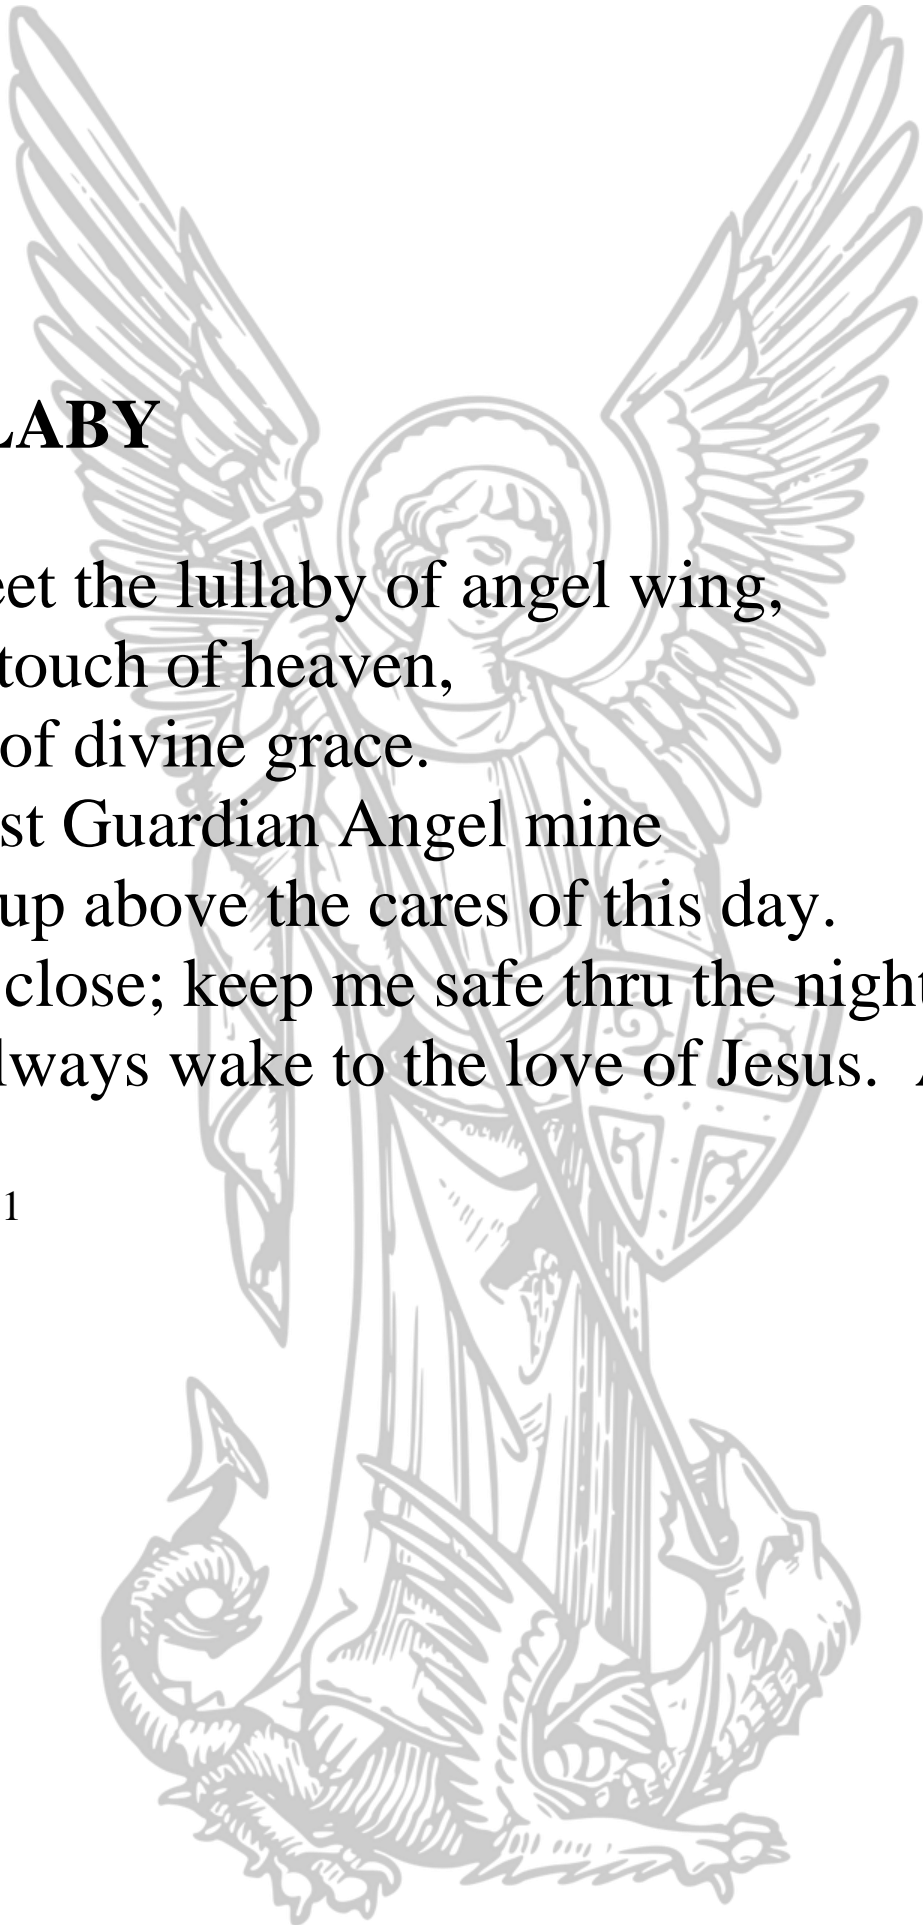 LABY
eet the lullaby of angel wing,
touch of heaven,
of divine grace.
st Guardian Angel mine
up above the cares of this day.
close; keep me safe thru the night
lways wake to the love of Jesus.
1